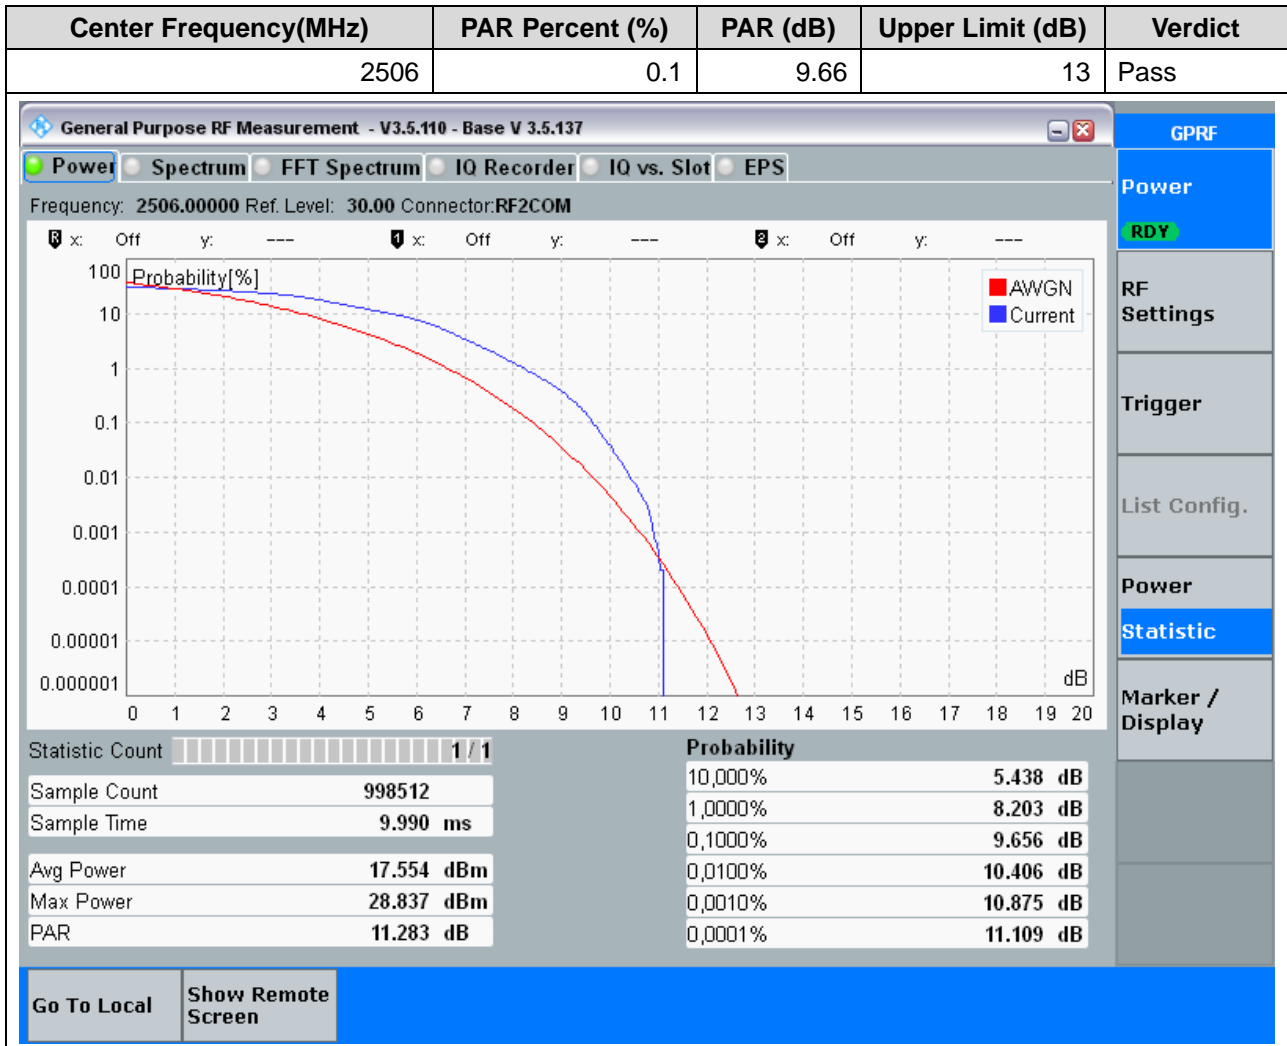 Center Frequency(MHz) PAR Percent (%) PAR (dB) Upper Limit (dB) Verdict
2506 0.1 9.66 13 Pass
General Purpose RF Measurement - V3.5.110 - Base V 3.5.137
GPRF
Power Spectrum FFT Spectrum IQ Recorder IQ vs. Slot EPS
Power
RDY
Frequency: 2506.00000 Ref. Level: 30.00 Connector:RF2COM
R x: Off y: --- 1 x: Off y: --- 2 x: Off y: ---
100 Probability[%]
AWGN
Current
10
1
0.1
0.01
0.001
0.0001
0.00001
0.000001
dB
0 1 2 3 4 5 6 7 8 9 10 11 12 13 14 15 16 17 18 19 20
RF
Settings
Trigger
List Config.
Power
Statistic
Marker /
Display
Statistic Count 1 / 1
Sample Count 998512
Sample Time 9.990 ms
Avg Power 17.554 dBm
Max Power 28.837 dBm
PAR 11.283 dB
Probability
10,000% 5.438 dB
1,0000% 8.203 dB
0,1000% 9.656 dB
0,0100% 10.406 dB
0,0010% 10.875 dB
0,0001% 11.109 dB
Go To Local
Show Remote
Screen